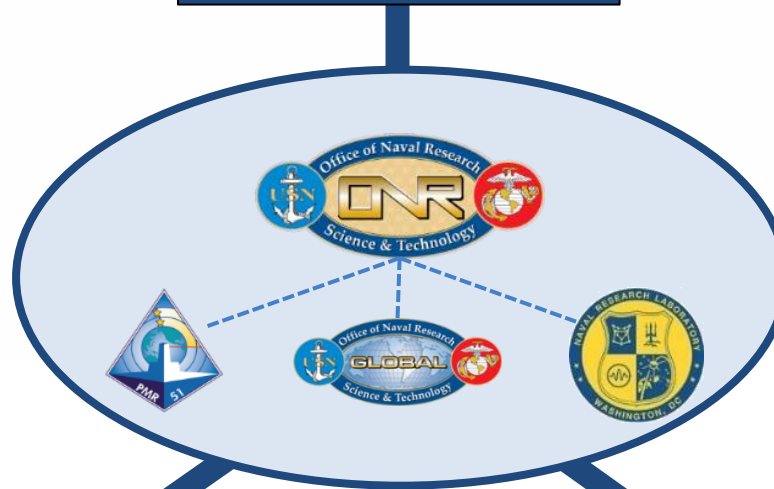 Office of Naval Research
USN
ONR
Science & Technology
Office of Naval Research
USN
GLOBAL
Science & Technology
PMR 51
NAVAL RESEARCH LABORATORY
WASHINGTON, DC